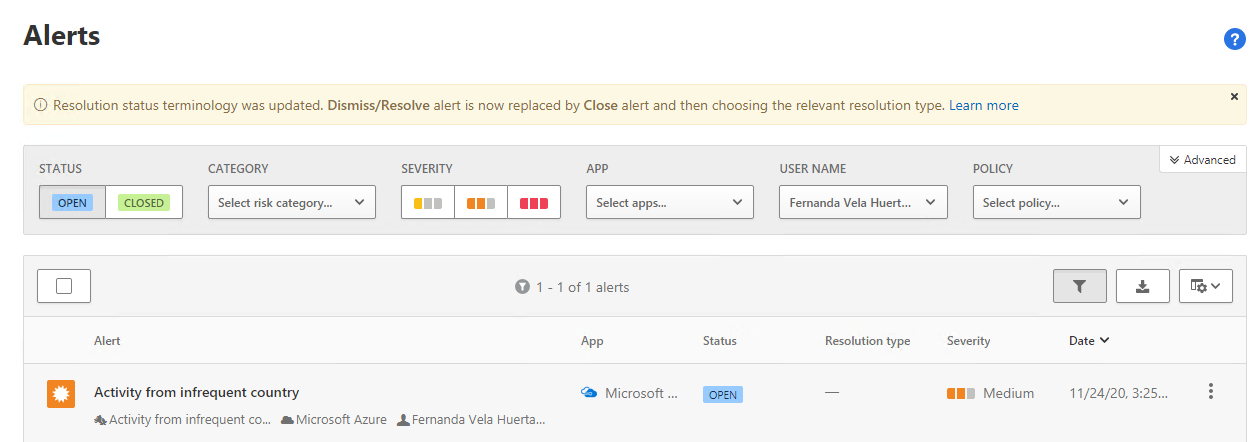 Alerts
?
Resolution status terminology was updated. Dismiss/Resolve alert is now replaced by Close alert and then choosing the relevant resolution type. Learn more
Advanced
STATUS CATEGORY SEVERITY APP USER NAME POLICY
OPEN CLOSED Select risk category... Select apps... Fernanda Vela Huert... Select policy...
1 - 1 of 1 alerts
Alert App Status Resolution type Severity Date
Activity from infrequent country Microsoft ... OPEN — Medium 11/24/20, 3:25...
Activity from infrequent co... Microsoft Azure Fernanda Vela Huerta...